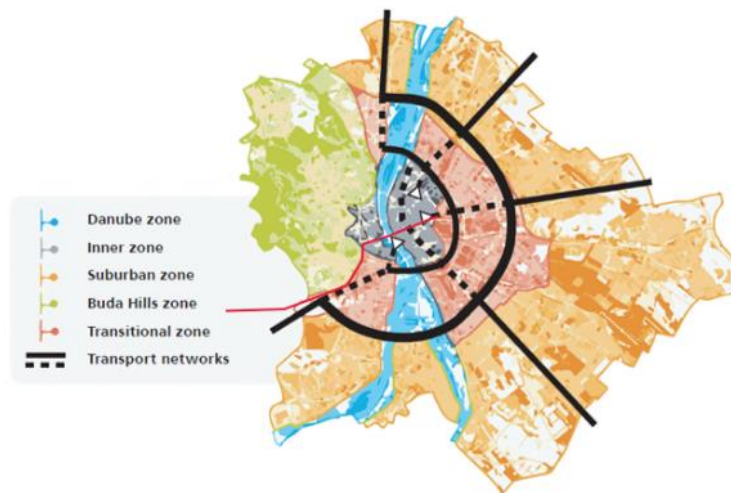 Danube zone
Inner zone
Suburban zone
Buda Hills zone
Transitional zone
Transport networks